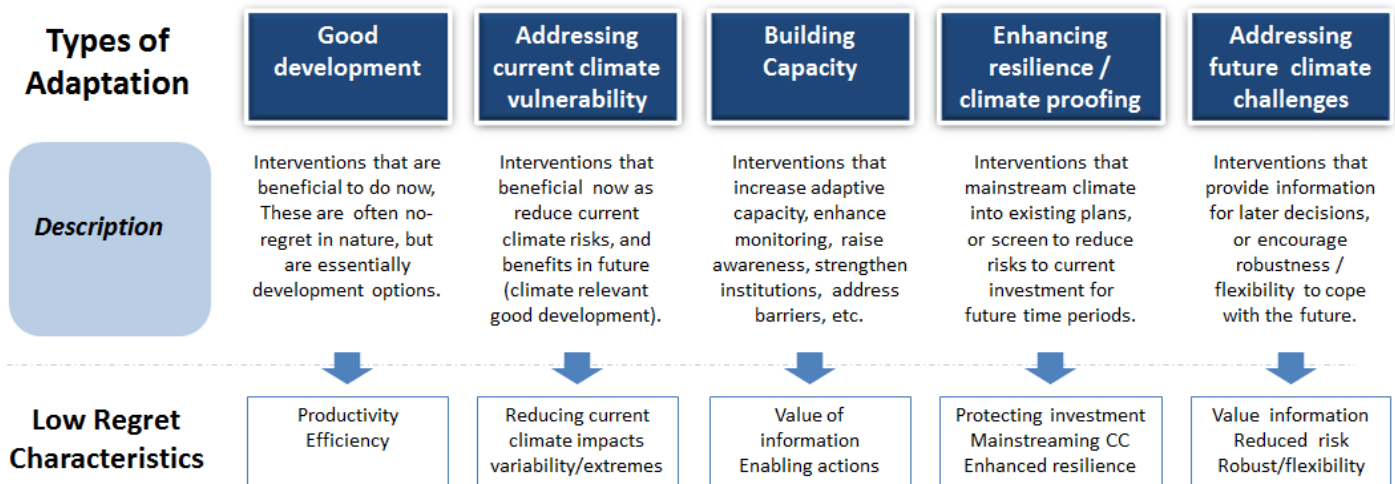 Types of
Adaptation
Good
development
Addressing
current climate
vulnerability
Building
Capacity
Enhancing
resilience /
climate proofing
Addressing
future climate
challenges
Description
Interventions that are
beneficial to do now,
These are often no-
regret in nature, but
are essentially
development options.
Interventions that
beneficial now as
reduce current
climate risks, and
benefits in future
(climate relevant
good development).
Interventions that
increase adaptive
capacity, enhance
monitoring, raise
awareness, strengthen
institutions, address
barriers, etc.
Interventions that
mainstream climate
into existing plans,
or screen to reduce
risks to current
investment for
future time periods.
Interventions that
provide information
for later decisions,
or encourage
robustness /
flexibility to cope
with the future.
Low Regret
Characteristics
Productivity
Efficiency
Reducing current
climate impacts
variability/extremes
Value of
information
Enabling actions
Protecting investment
Mainstreaming CC
Enhanced resilience
Value information
Reduced risk
Robust/flexibility